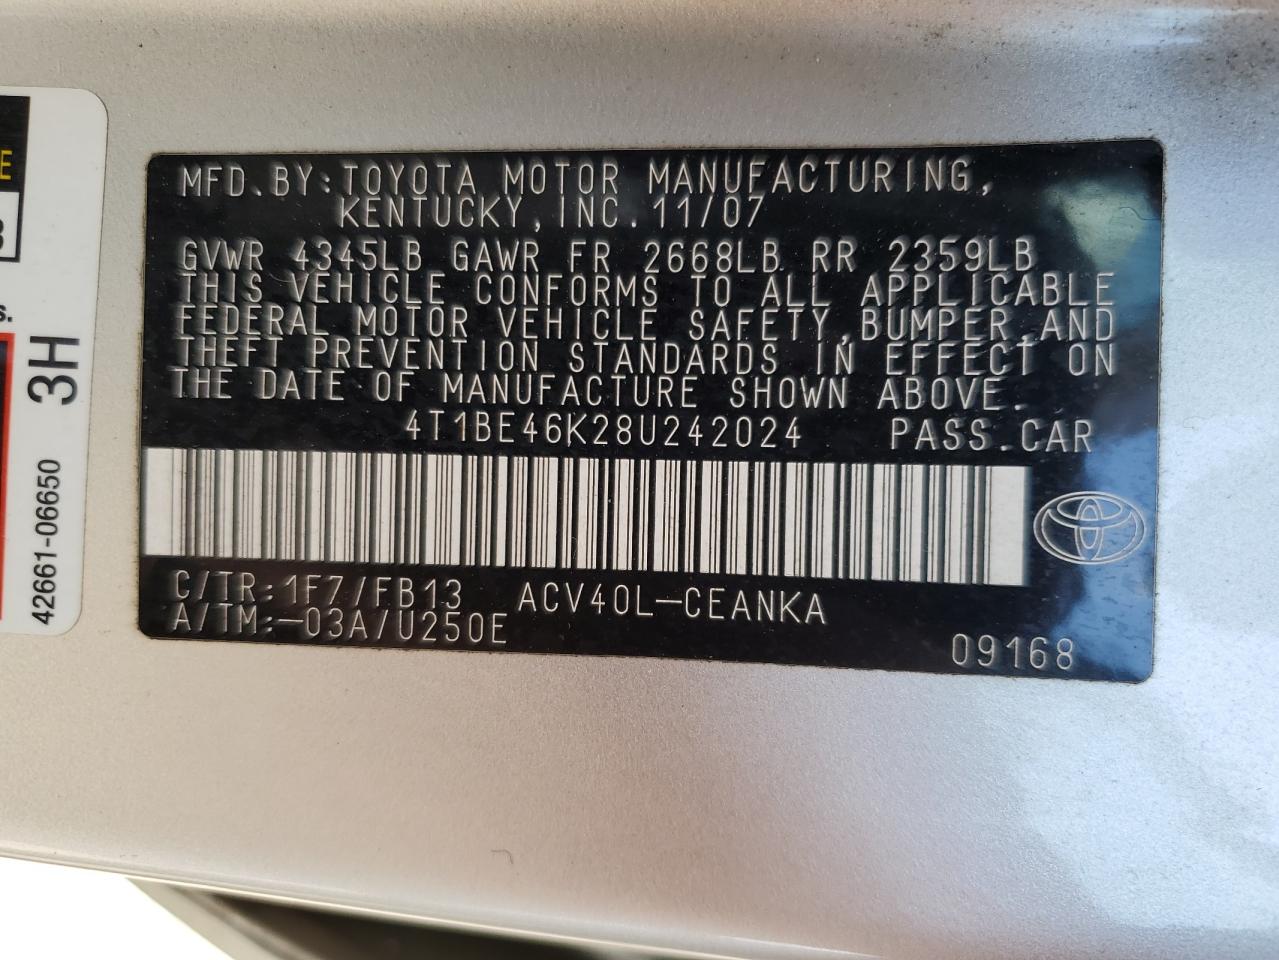 MFD.BY:TOYOTA MOTOR MANUFACTURING,
KENTUCKY,INC.11/07
GVWR 4345LB GAWR FR 2668LB RR 2359LB
THIS VEHICLE CONFORMS TO ALL APPLICABLE
FEDERAL MOTOR VEHICLE SAFETY,BUMPER,AND
THEFT PREVENTION STANDARDS IN EFFECT ON
THE DATE OF MANUFACTURE SHOWN ABOVE.
4T1BE46K28U242024 PASS.CAR
C/TR:1F7/FB13 ACV40L-CEANKA
A/TM:-03A/U250E
09168
42661-06650 3H